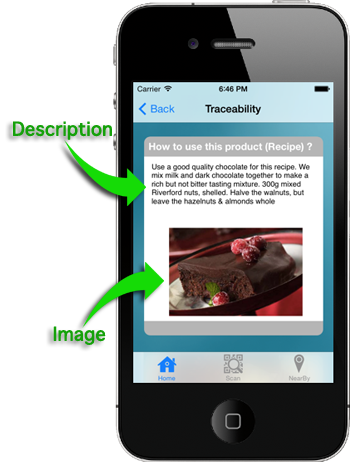 Carrier 6:46 PM
Back Traceability
Description
How to use this product (Recipe) ?
Use a good quality chocolate for this recipe. We
mix milk and dark chocolate together to make a
rich but not bitter tasting mixture. 300g mixed
Riverford nuts, shelled. Halve the walnuts, but
leave the hazelnuts & almonds whole
Image
Home Scan NearBy